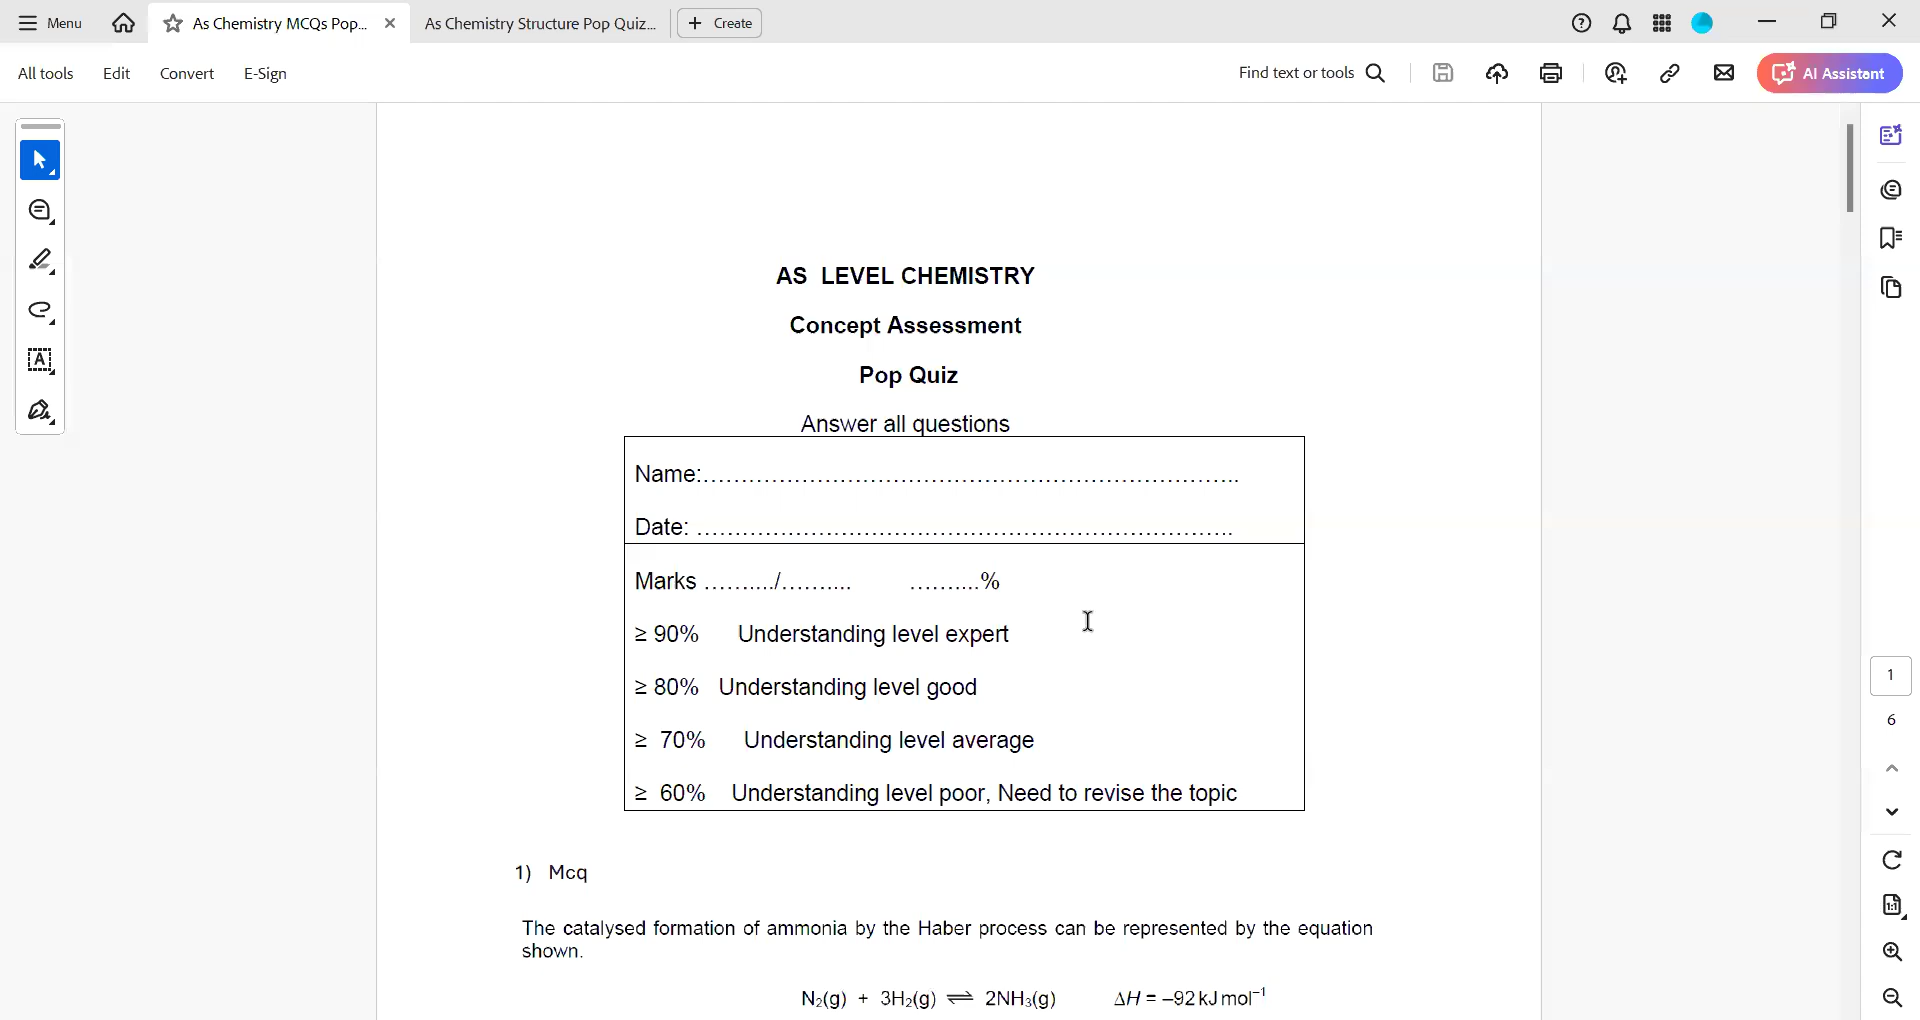 Menu
As Chemistry MCQs Pop...
As Chemistry Structure Pop Quiz...
Create
All tools
Edit
Convert
E-Sign
Find text or tools
AI Assistant
A
AS LEVEL CHEMISTRY
Concept Assessment
Pop Quiz
Answer all questions
Name:……………………………………………………………..
Date: ……………………………………………………………….
Marks ………./………..  ……….%
≥ 90% Understanding level expert
≥ 80% Understanding level good
≥ 70% Understanding level average
≥ 60% Understanding level poor, Need to revise the topic
1) Mcq
The catalysed formation of ammonia by the Haber process can be represented by the equation
shown.
N₂(g) + 3H₂(g) ⇌ 2NH₃(g)  ΔH = –92 kJ mol⁻¹
1
6
1:1